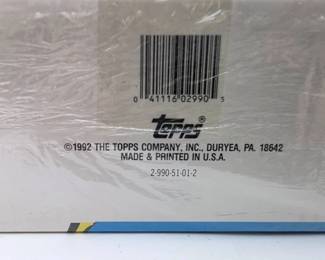 0 41116 02990 5
Topps®
©1992 THE TOPPS COMPANY, INC., DURYEA, PA. 18642
MADE & PRINTED IN U.S.A.
2-990-51-01-2